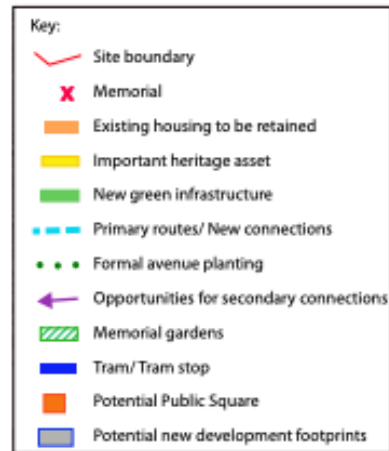 Key:
Site boundary
Memorial
Existing housing to be retained
Important heritage asset
New green infrastructure
Primary routes/ New connections
Formal avenue planting
Opportunities for secondary connections
Memorial gardens
Tram/ Tram stop
Potential Public Square
Potential new development footprints